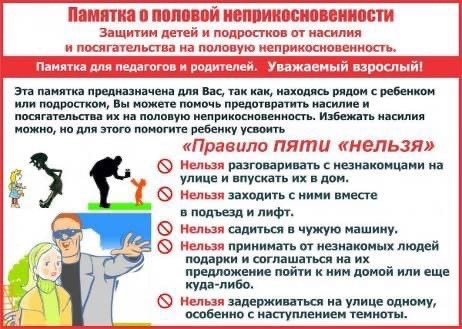 Памятка о половой неприкосновенности
Защитим детей и подростков от насилия
и посягательства на половую неприкосновенность.
Памятка для педагогов и родителей. Уважаемый взрослый!
Эта памятка предназначена для Вас, так как, находясь рядом с ребенком
или подростком, Вы можете помочь предотвратить насилие и
посягательства их на половую неприкосновенность. Избежать насилия
можно, но для этого помогите ребенку усвоить
«Правило пяти «нельзя»
Нельзя разговаривать с незнакомцами на
улице и впускать их в дом.
Нельзя заходить с ними вместе
в подъезд и лифт.
Нельзя садиться в чужую машину.
Нельзя принимать от незнакомых людей
подарки и соглашаться на их
предложение пойти к ним домой или еще
куда-либо.
Нельзя задерживаться на улице одному,
особенно с наступлением темноты.